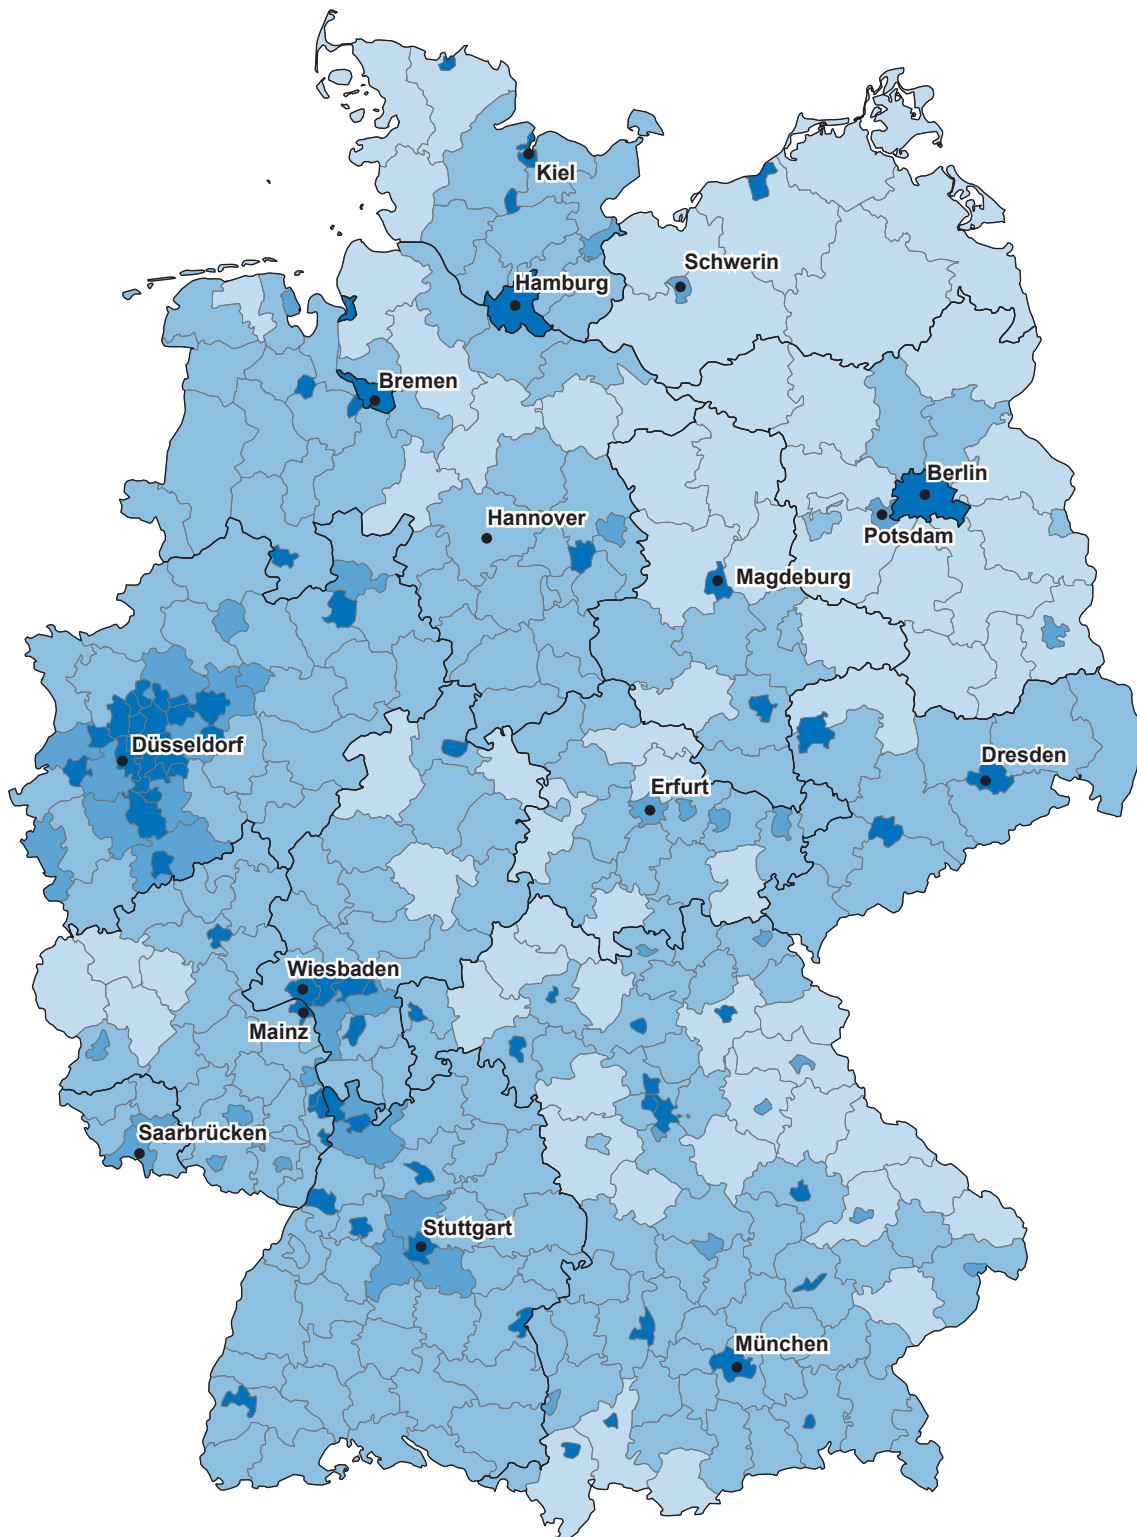 Kiel
Schwerin
Hamburg
Bremen
Berlin
Hannover
Potsdam
Magdeburg
Düsseldorf
Dresden
Erfurt
Wiesbaden
Mainz
Saarbrücken
Stuttgart
München